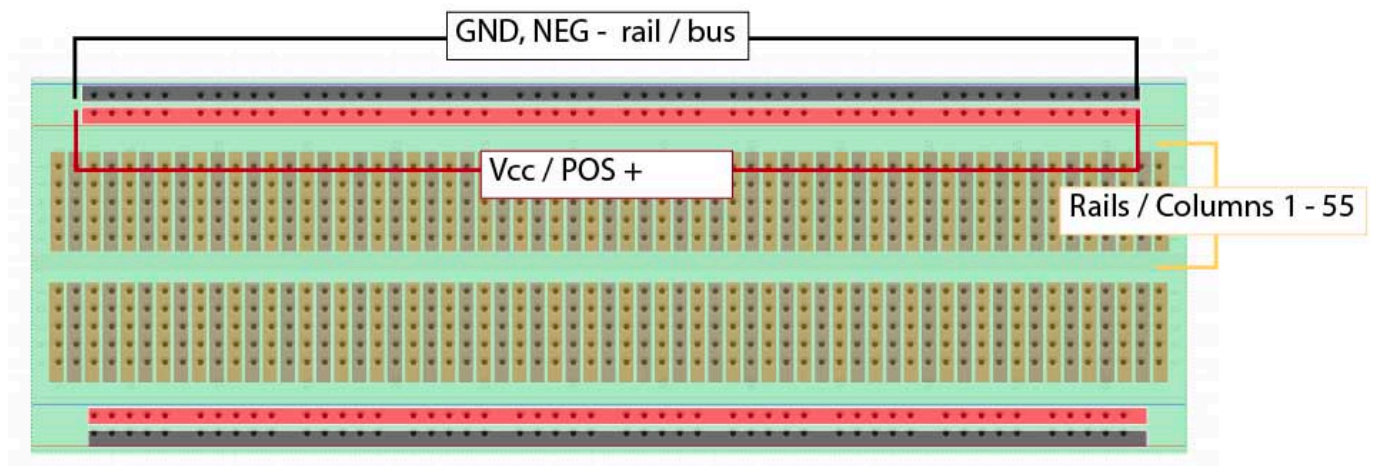 GND, NEG -  rail / bus
Vcc / POS +
Rails / Columns 1 - 55